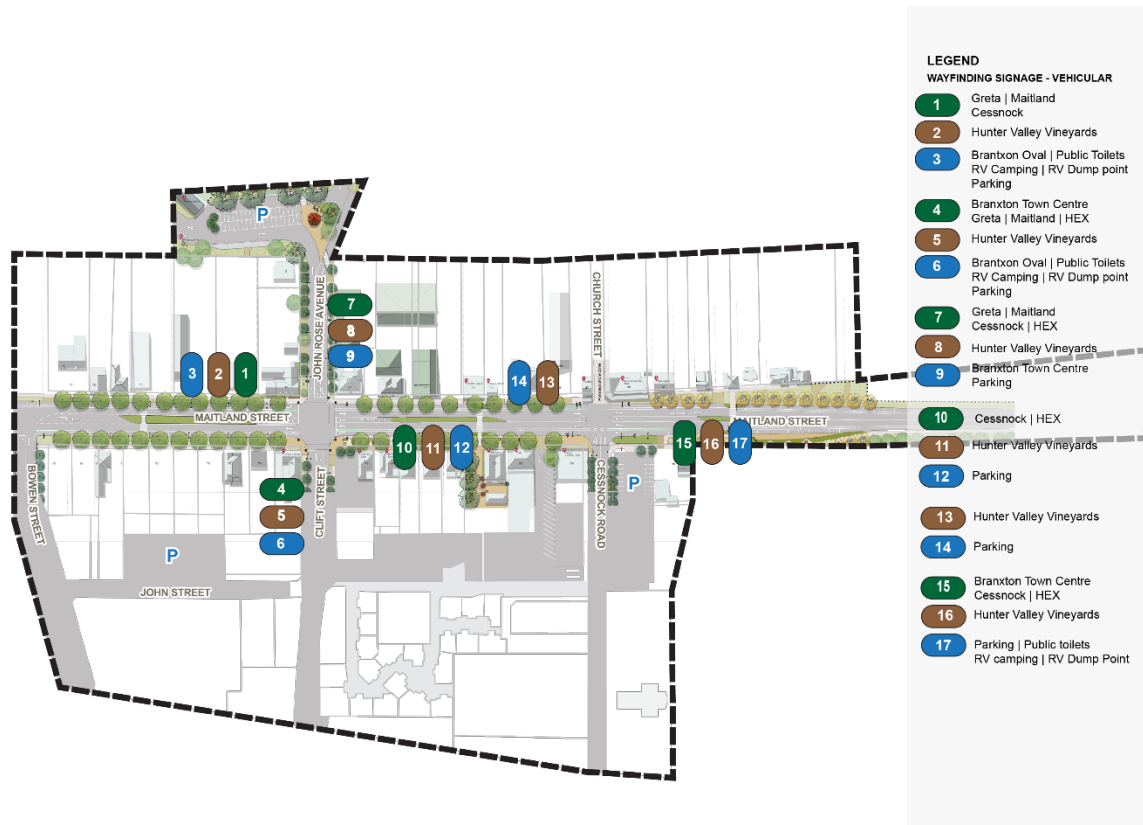 LEGEND
WAYFINDING SIGNAGE - VEHICULAR
1
Greta | Maitland
Cessnock
2
Hunter Valley Vineyards
3
Brantxon Oval | Public Toilets
RV Camping | RV Dump point
Parking
4
Branxton Town Centre
Greta | Maitland | HEX
5
Hunter Valley Vineyards
6
Brantxon Oval | Public Toilets
RV Camping | RV Dump point
Parking
7
Greta | Maitland
Cessnock | HEX
8
Hunter Valley Vineyards
9
Branxton Town Centre
Parking
10
Cessnock | HEX
11
Hunter Valley Vineyards
12
Parking
13
Hunter Valley Vineyards
14
Parking
15
Branxton Town Centre
Cessnock | HEX
16
Hunter Valley Vineyards
17
Parking | Public toilets
RV camping | RV Dump Point
P
JOHN ROSE AVENUE
CHURCH STREET
7
8
9
3 2 1
14 13
MAITLAND STREET
MAITLAND STREET
10 11 12
15 16 17
BOWEN STREET
CLIFT STREET
CESSNOCK ROAD
4
5
6
P
P
JOHN STREET